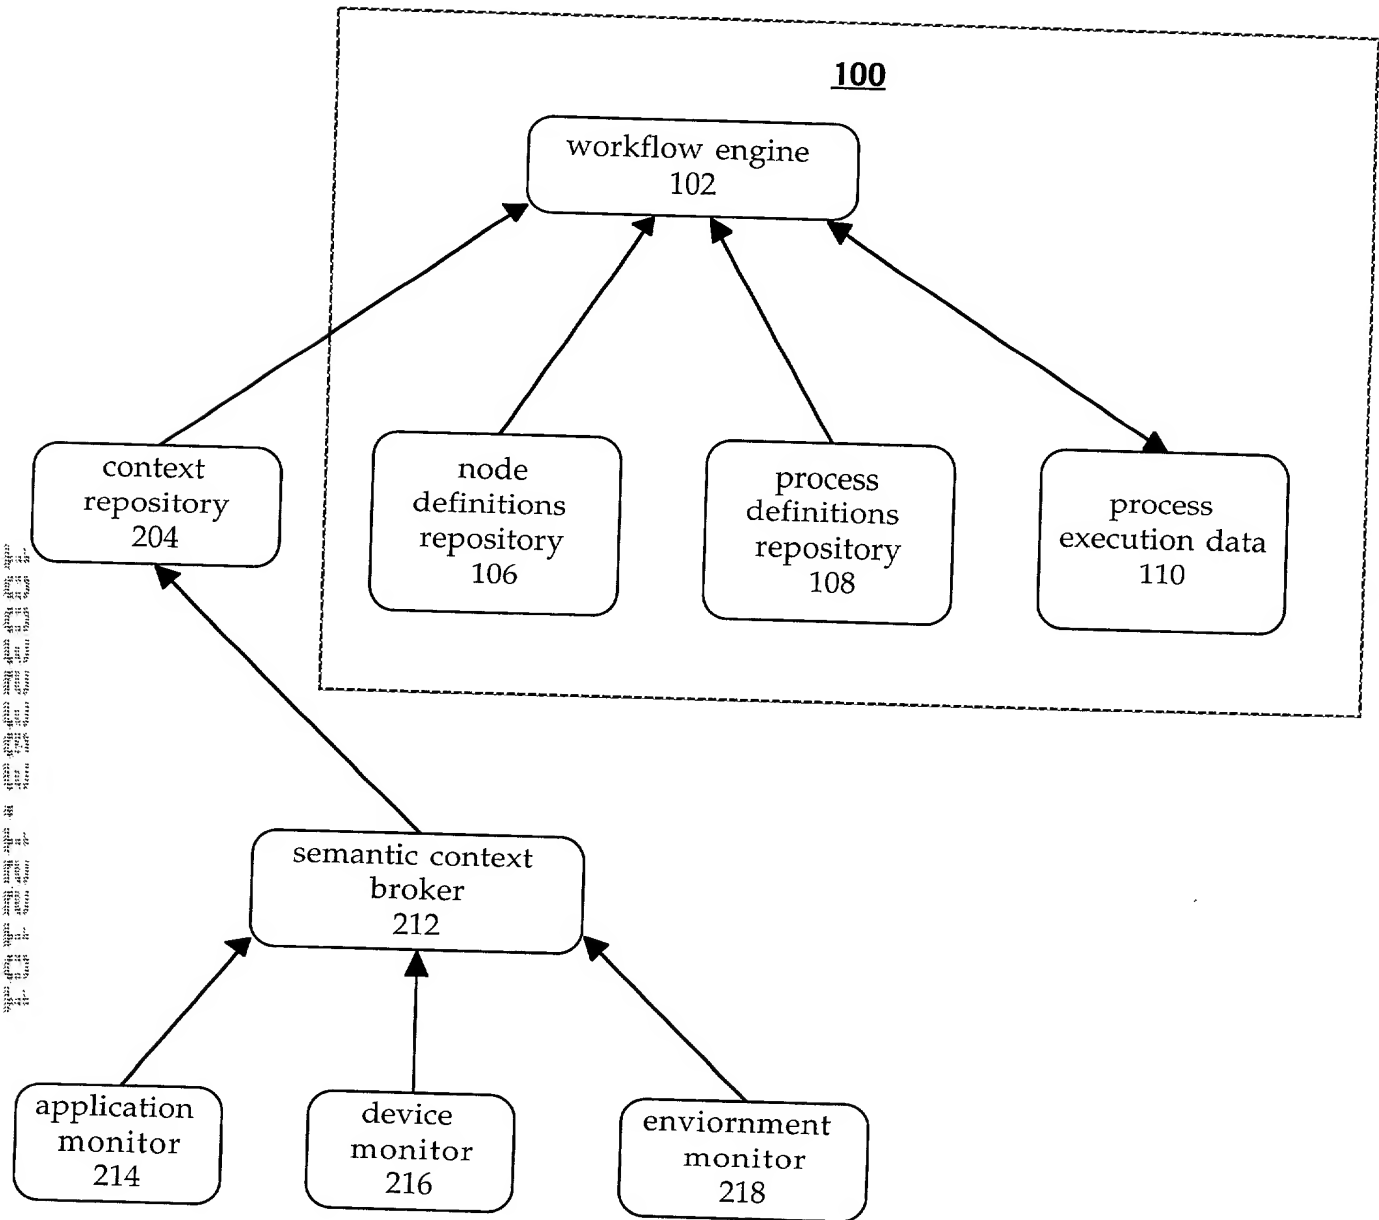 100
workflow engine
102
context
repository
204
node
definitions
repository
106
process
definitions
repository
108
process
execution data
110
semantic context
broker
212
application
monitor
214
device
monitor
216
enviornment
monitor
218